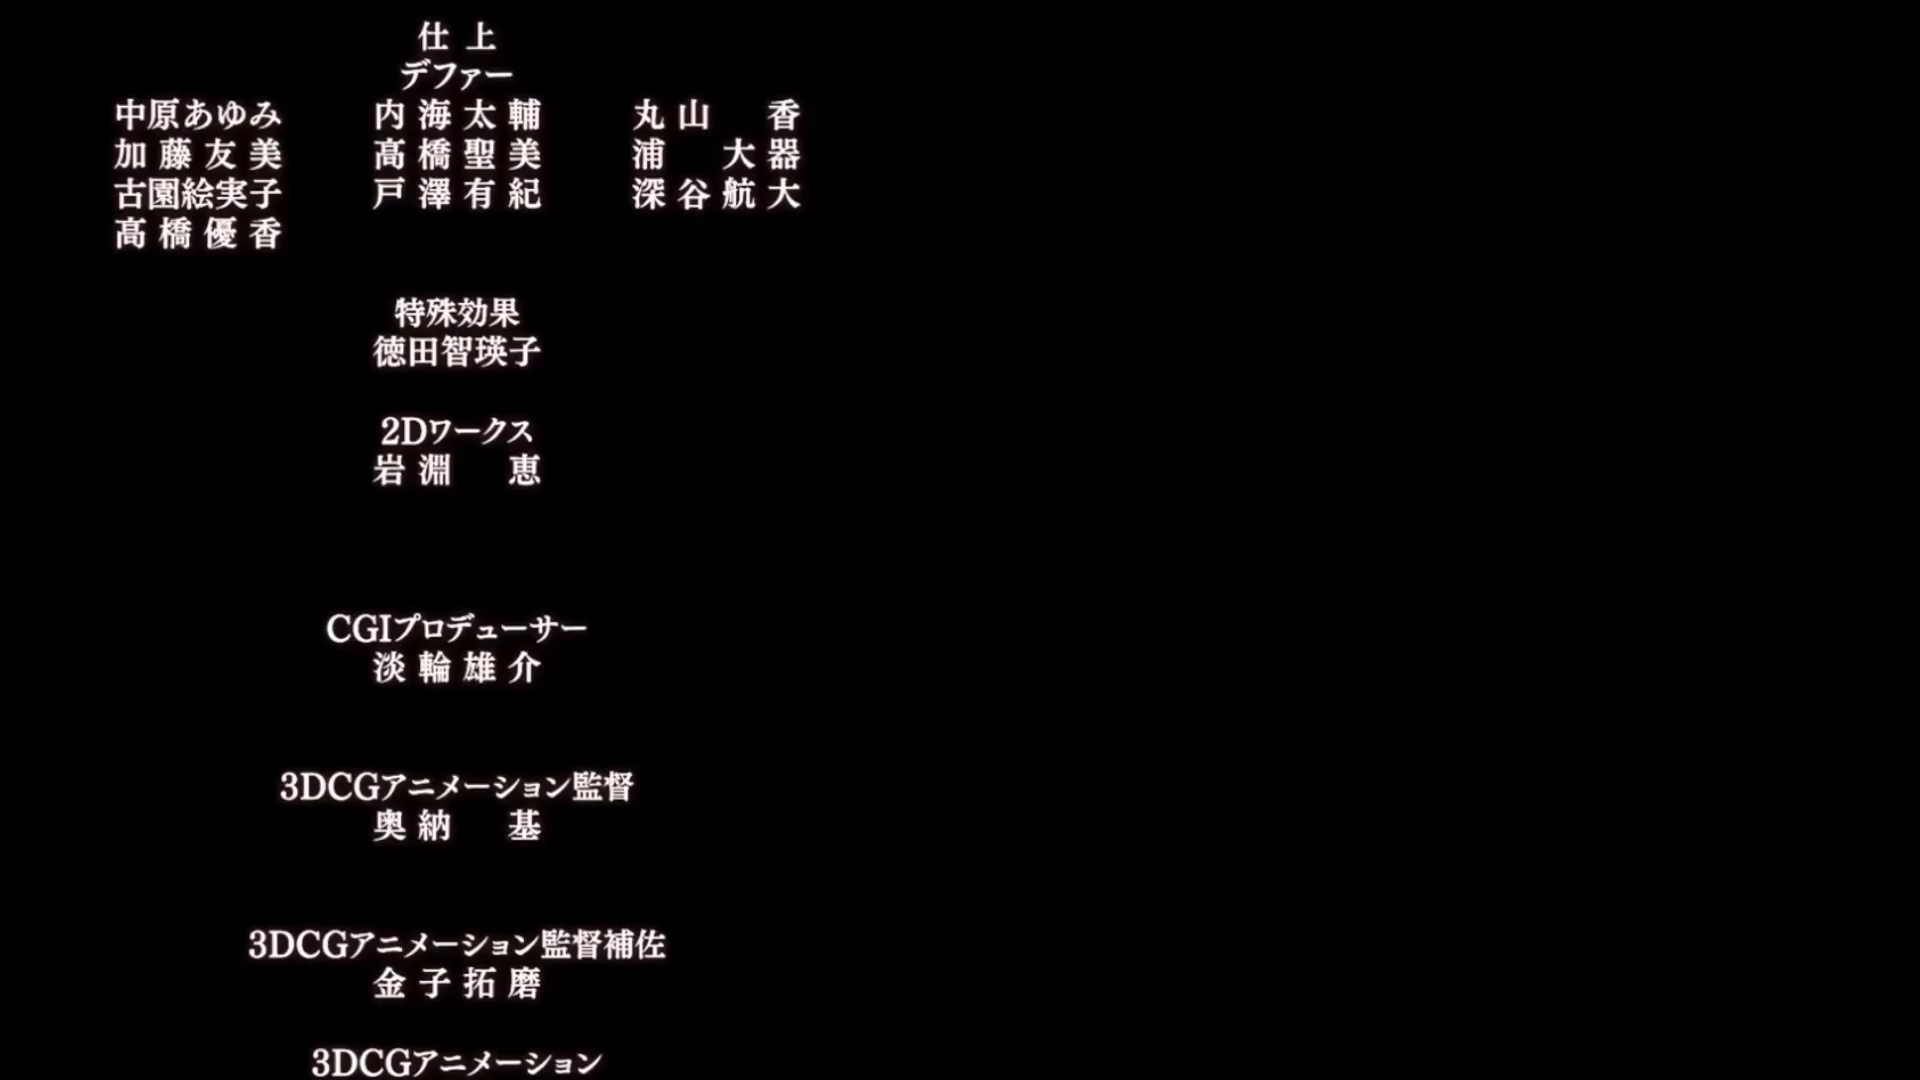 仕上
デファー
中原あゆみ 内海太輔 丸山 香
加藤友美 髙橋聖美 浦 大器
古園絵実子 戸澤有紀 深谷航大
髙橋優香
特殊効果
徳田智瑛子
2Dワークス
岩淵 恵
CGIプロデューサー
淡輪雄介
3DCGアニメーション監督
奥納 基
3DCGアニメーション監督補佐
金子拓磨
3DCGアニメーション